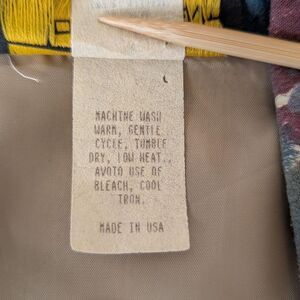 MACHINE WASH
WARM, GENTLE
CYCLE, TUMBLE
DRY, LOW HEAT.,
AVOID USE OF
BLEACH, COOL
IRON.
MADE IN USA